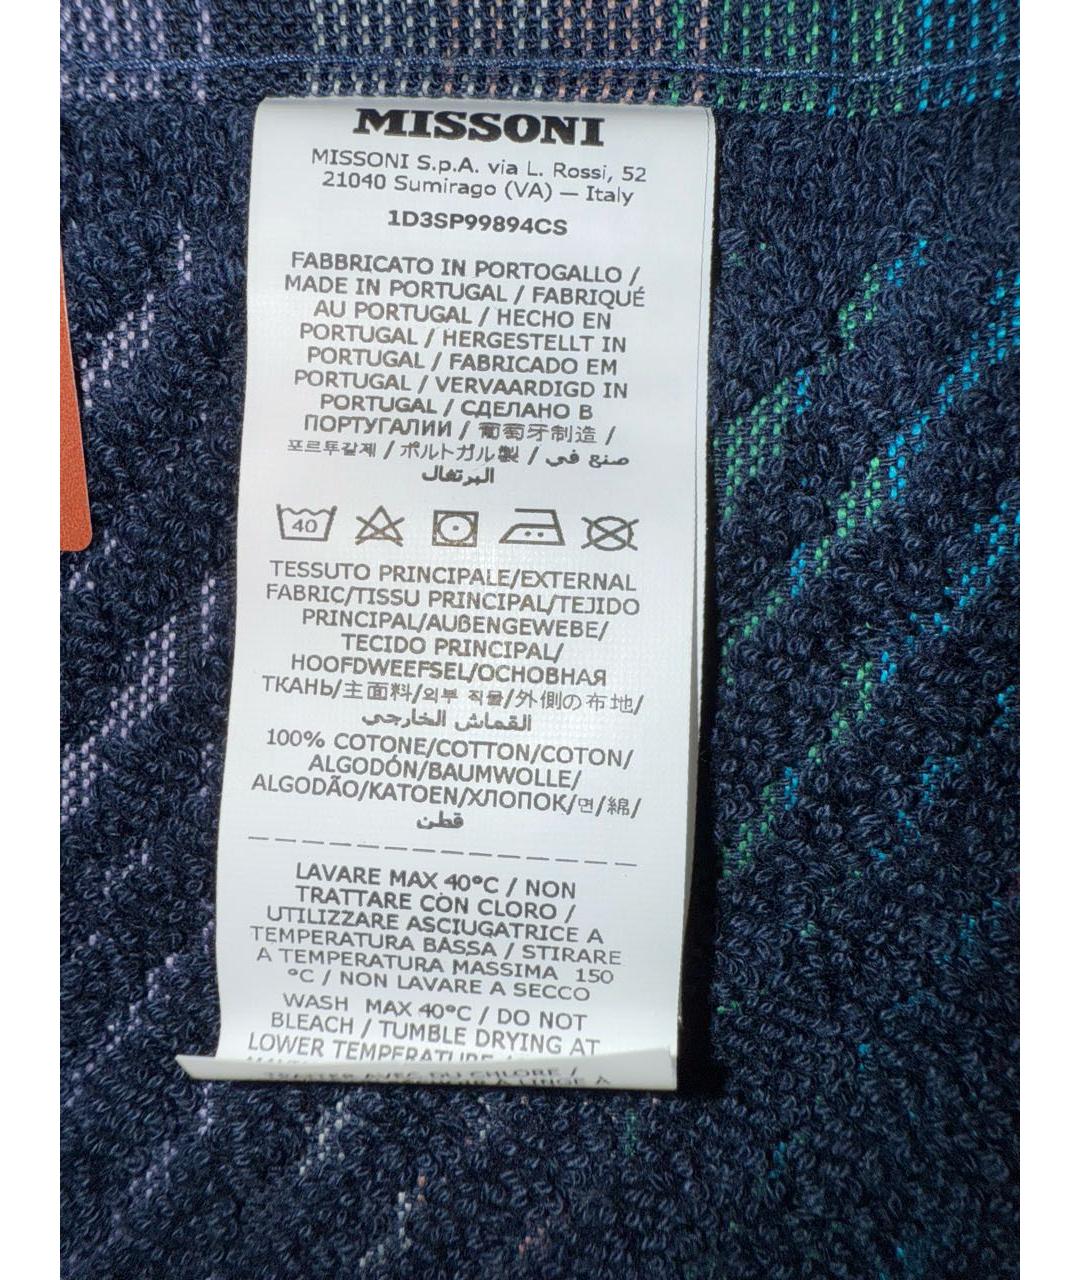 MISSONI
MISSONI S.p.A. via L. Rossi, 52
21040 Sumirago (VA) — Italy
1D3SP99894CS
FABBRICATO IN PORTOGALLO /
MADE IN PORTUGAL / FABRIQUÉ
AU PORTUGAL / HECHO EN
PORTUGAL / HERGESTELLT IN
PORTUGAL / FABRICADO EM
PORTUGAL / VERVAARDIGD IN
PORTUGAL / СДЕЛАНО В
ПОРТУГАЛИИ / 葡萄牙制造 /
포르투갈제 / ポルトガル製 / صنع في
البرتغال
40
TESSUTO PRINCIPALE/EXTERNAL
FABRIC/TISSU PRINCIPAL/TEJIDO
PRINCIPAL/AUßENGEWEBE/
TECIDO PRINCIPAL/
HOOFDWEEFSEL/ОСНОВНАЯ
ТКАНЬ/主面料/외부 직물/外側の布地/
القماش الخارجي
100% COTONE/COTTON/COTON/
ALGODÓN/BAUMWOLLE/
ALGODÃO/KATOEN/ХЛОПОК/면/綿/
قطن
LAVARE MAX 40°C / NON
TRATTARE CON CLORO /
UTILIZZARE ASCIUGATRICE A
TEMPERATURA BASSA / STIRARE
A TEMPERATURA MASSIMA 150
°C / NON LAVARE A SECCO
WASH MAX 40°C / DO NOT
BLEACH / TUMBLE DRYING AT
LOWER TEMPERATURE
AVEC DU CHLORE /
LINGE À